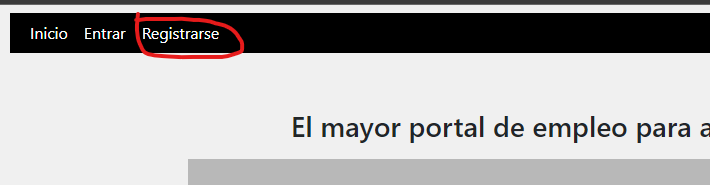 Inicio Entrar Registrarse
El mayor portal de empleo para a